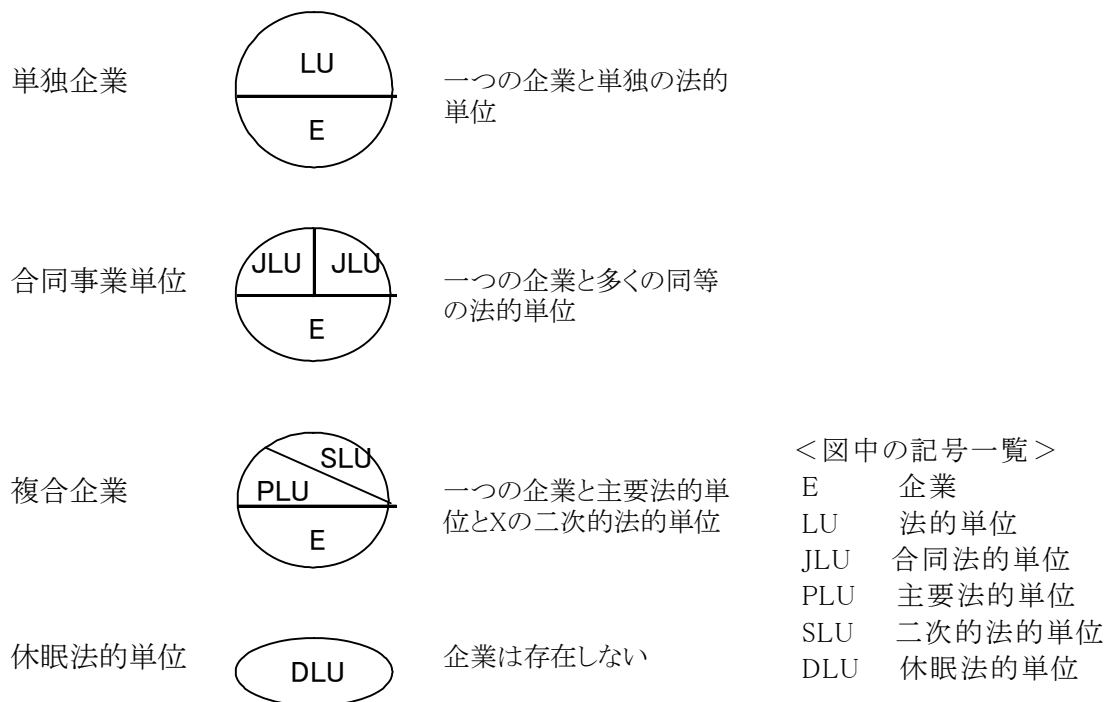 単独企業
LU
E
一つの企業と単独の法的
単位
合同事業単位
JLU JLU
E
一つの企業と多くの同等
の法的単位
複合企業
SLU
PLU
E
一つの企業と主要法的単
位とXの二次的法的単位
休眠法的単位
DLU
企業は存在しない
＜図中の記号一覧＞
E 企業
LU 法的単位
JLU 合同法的単位
PLU 主要法的単位
SLU 二次的法的単位
DLU 休眠法的単位